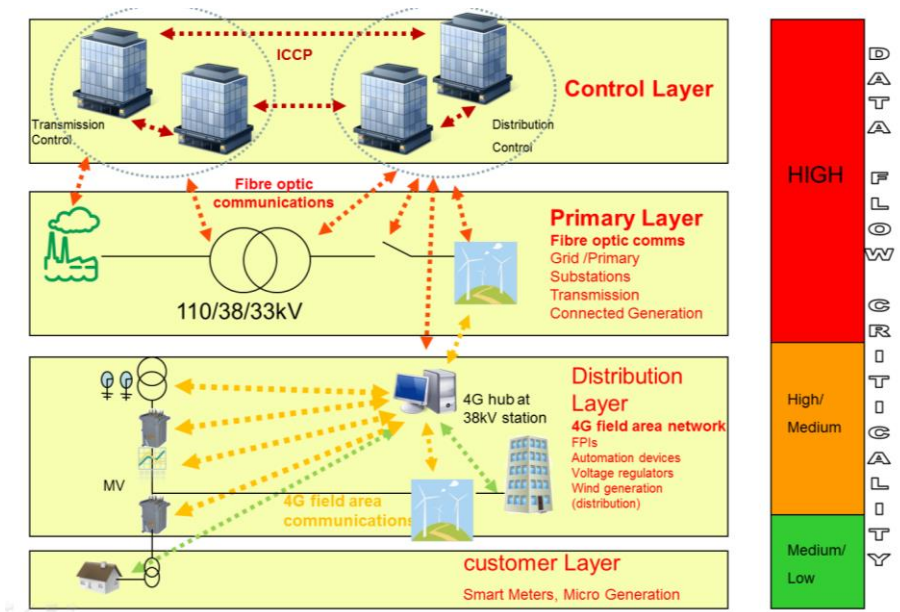 ICCP
Control Layer
Transmission
Control
Distribution
Control
Fibre optic
communications
Primary Layer
Fibre optic comms
Grid /Primary
Substations
Transmission
Connected Generation
110/38/33kV
4G hub at
38kV station
Distribution
Layer
4G field area network
FPIs
Automation devices
Voltage regulators
Wind generation
(distribution)
MV
4G field area
communications
customer Layer
Smart Meters, Micro Generation
HIGH
High/
Medium
Medium/
Low
DATA FLOW CRITICALITY